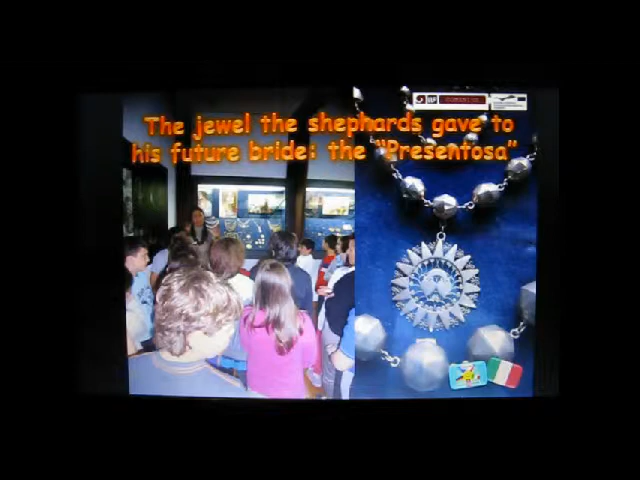 The jewel the shephards gave to
his future bride: the "Presentosa"